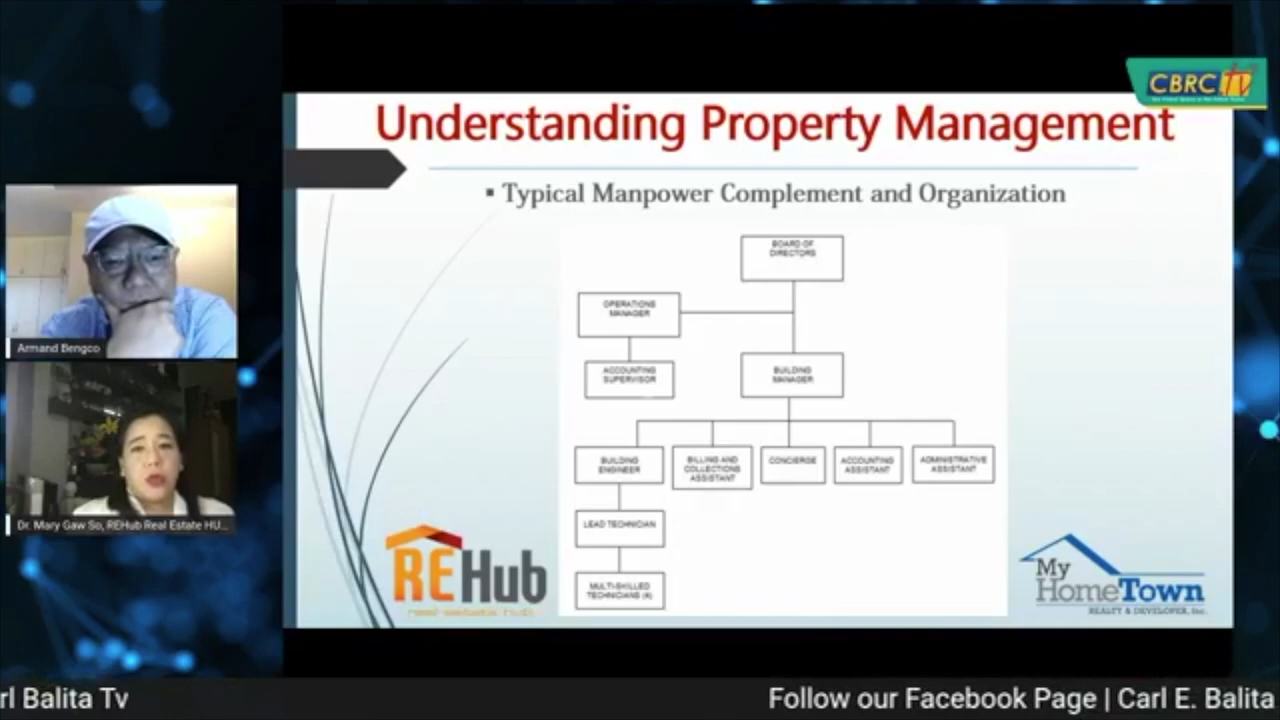 CBRC tv
Understanding Property Management
▪ Typical Manpower Complement and Organization
BOARD OF
DIRECTORS
OPERATIONS
MANAGER
ACCOUNTING
SUPERVISOR
BUILDING
MANAGER
BUILDING
ENGINEER
BILLING AND
COLLECTIONS
ASSISTANT
CONCIERGE
ACCOUNTING
ASSISTANT
ADMINISTRATIVE
ASSISTANT
LEAD TECHNICIAN
MULTI-SKILLED
TECHNICIANS (4)
Armand Bengco
Dr. Mary Gaw So, REHub Real Estate HU...
REHub
real estate hub
My
HomeTown
REALTY & DEVELOPER, Inc.
rl Balita Tv
Follow our Facebook Page | Carl E. Balita